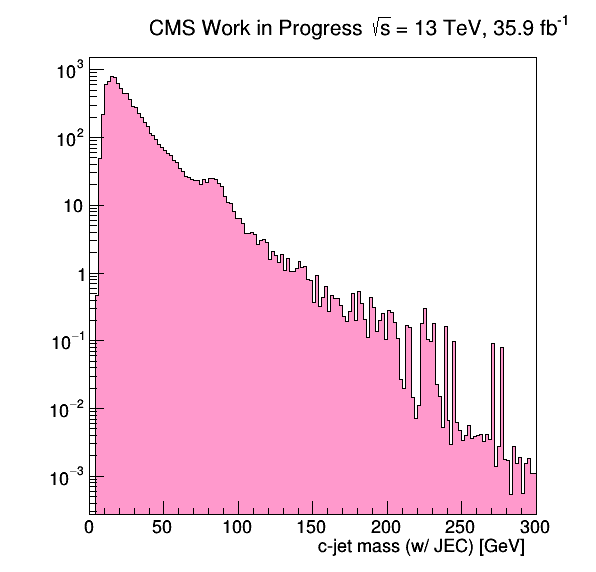 CMS Work in Progress √s = 13 TeV, 35.9 fb⁻¹
10³
10²
10
1
10⁻¹
10⁻²
10⁻³
0 50 100 150 200 250 300
c-jet mass (w/ JEC) [GeV]